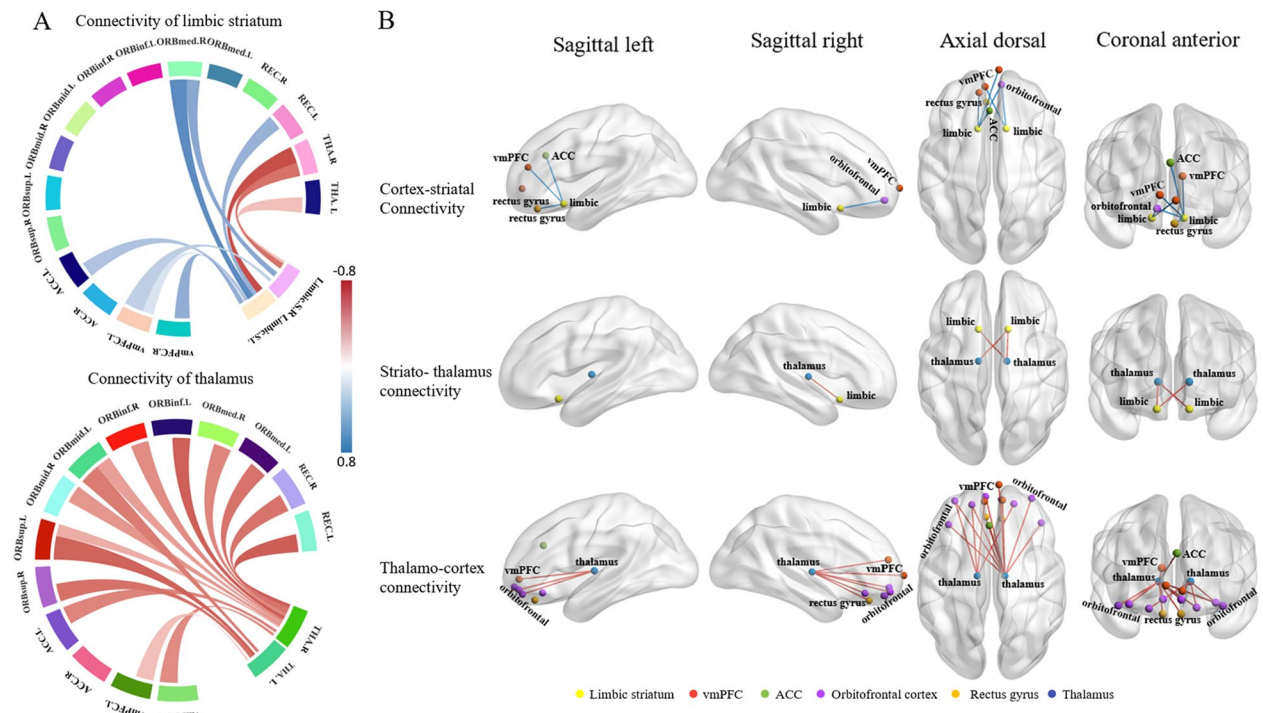 A
Connectivity of limbic striatum
ORBinf.L
ORBmed.R
ORBmed.L
REC.R
REC.L
THA.R
THA.L
Limbic.S.R
Limbic.S.L
vmPFC.R
vmPFC.L
ACC.R
ACC.L
ORBsup.R
ORBsup.L
ORBmid.R
ORBmid.L
ORBinf.R
-0.8
0.8
Connectivity of thalamus
ORBinf.L
ORBmed.R
ORBmed.L
REC.R
REC.L
THA.R
THA.L
ACC.R
ACC.L
ORBsup.R
ORBsup.L
ORBmid.R
ORBmid.L
ORBinf.R
B
Sagittal left
Sagittal right
Axial dorsal
Coronal anterior
Cortex-striatal
Connectivity
vmPFC
ACC
rectus gyrus
limbic
rectus gyrus
orbitofrontal
vmPFC
limbic
vmPFC
orbitofrontal
rectus gyrus
ACC
limbic
limbic
ACC
vmPFC
vmPFC
orbitofrontal
limbic
limbic
rectus gyrus
Striato- thalamus
connectivity
thalamus
limbic
limbic
limbic
thalamus
thalamus
thalamus
thalamus
limbic
limbic
Thalamo-cortex
connectivity
thalamus
vmPFC
orbitofrontal
thalamus
vmPFC
rectus gyrus
orbitofrontal
vmPFC
orbitofrontal
orbitofrontal
thalamus
thalamus
ACC
vmPFC
thalamus
thalamus
orbitofrontal
orbitofrontal
rectus gyrus
Limbic striatum
vmPFC
ACC
Orbitofrontal cortex
Rectus gyrus
Thalamus